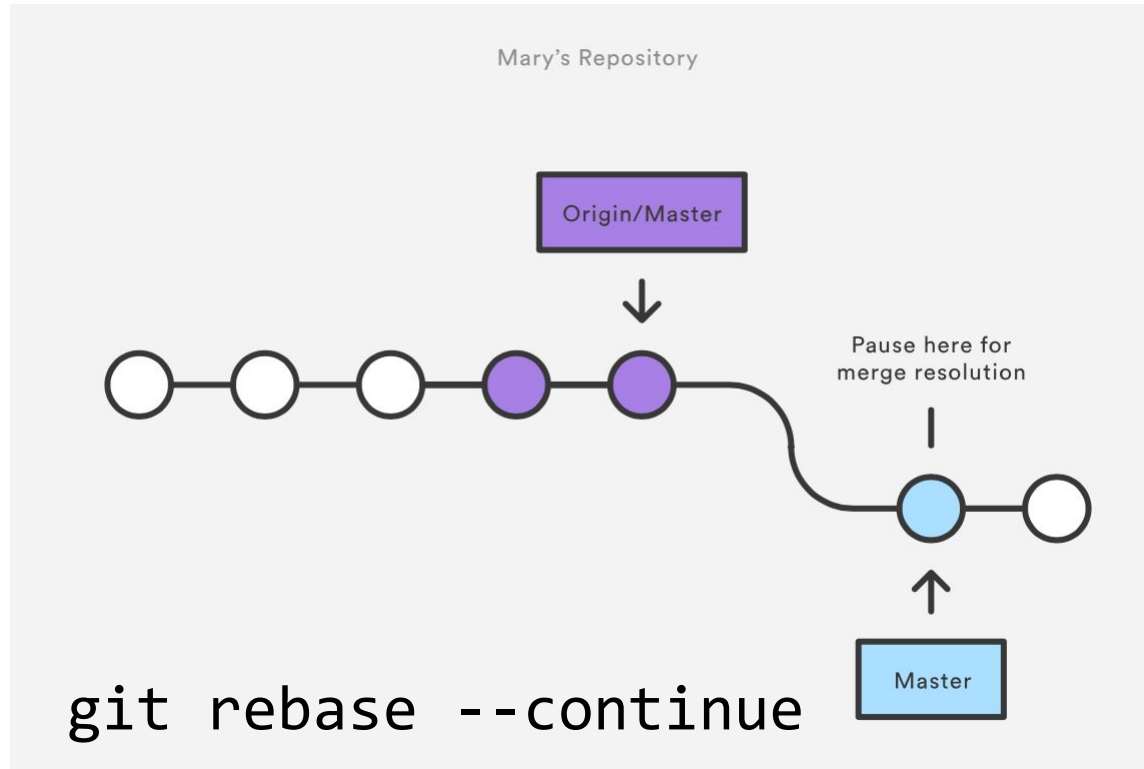 Mary's Repository
Origin/Master
Pause here for
merge resolution
Master
git rebase --continue